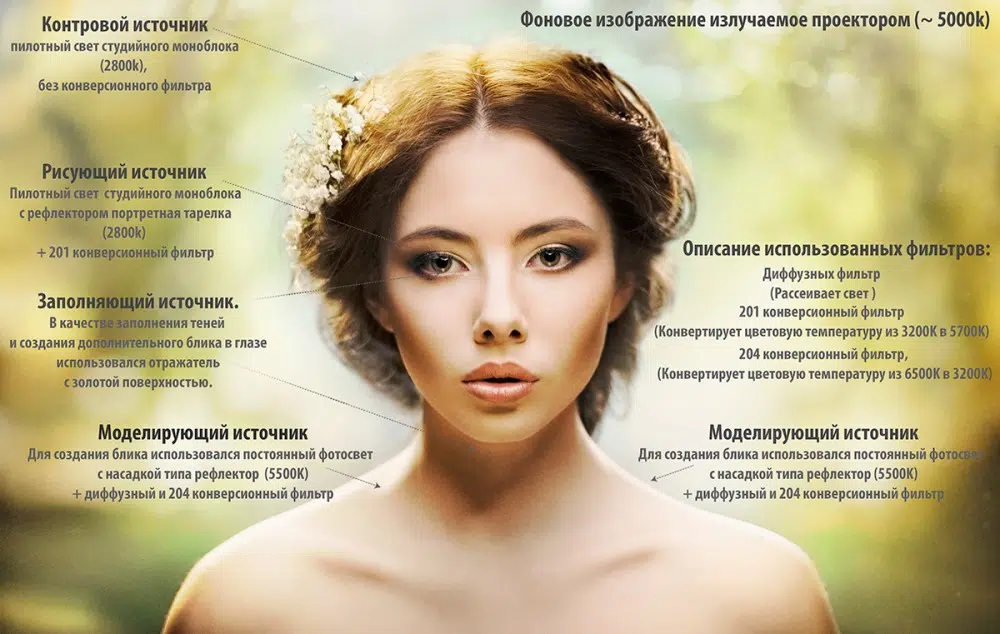 Контровой источник
пилотный свет студийного моноблока
(2800k),
без конверсионного фильтра
Фоновое изображение излучаемое проектором (~ 5000k)
Рисующий источник
Пилотный свет студийного моноблока
с рефлектором портретная тарелка
(2800k)
+ 201 конверсионный фильтр
Заполняющий источник.
В качестве заполнения теней
и создания дополнительного блика в глазе
использовался отражатель
с золотой поверхностью.
Описание использованных фильтров:
Диффузных фильтр
(Рассеивает свет )
201 конверсионный фильтр
(Конвертирует цветовую температуру из 3200K в 5700K)
204 конверсионный фильтр,
(Конвертирует цветовую температуру из 6500K в 3200K)
Моделирующий источник
Для создания блика использовался постоянный фотосвет
с насадкой типа рефлектор (5500K)
+ диффузный и 204 конверсионный фильтр
Моделирующий источник
Для создания блика использовался постоянный фотосвет
с насадкой типа рефлектор (5500K)
+ диффузный и 204 конверсионный фильтр